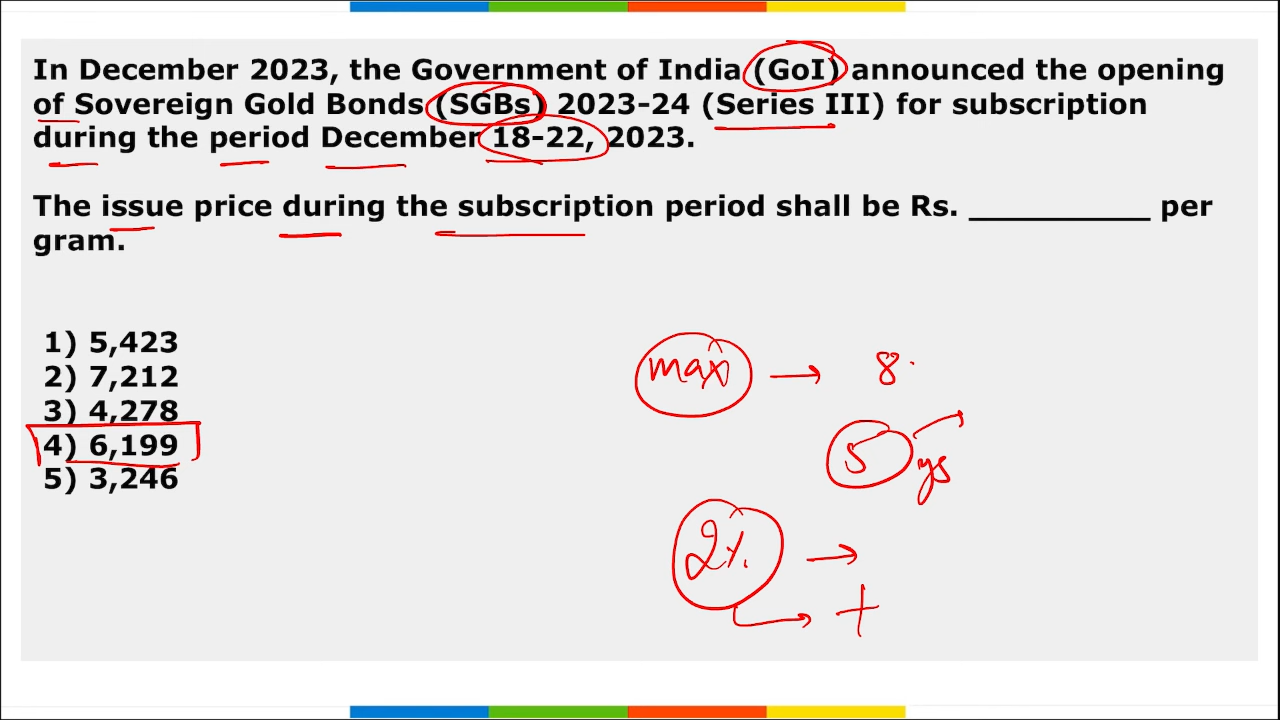 In December 2023, the Government of India (GoI) announced the opening
of Sovereign Gold Bonds (SGBs) 2023-24 (Series III) for subscription
during the period December 18-22, 2023.
The issue price during the subscription period shall be Rs. __________ per
gram.
1) 5,423
2) 7,212
3) 4,278
4) 6,199
5) 3,246
max → 8
5 ys
2% →
+